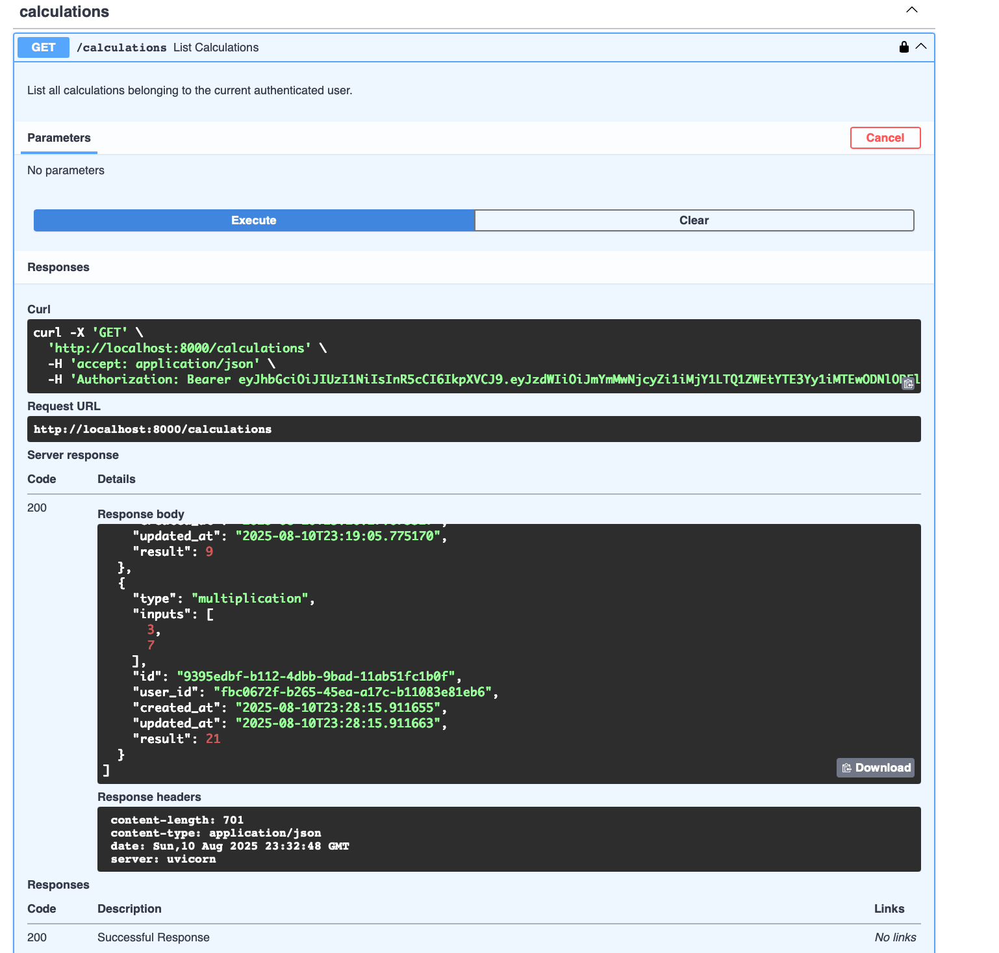 calculations
GET /calculations List Calculations
List all calculations belonging to the current authenticated user.
Parameters
Cancel
No parameters
Execute
Clear
Responses
Curl
curl -X 'GET' \
'http://localhost:8000/calculations' \
-H 'accept: application/json' \
-H 'Authorization: Bearer eyJhbGciOiJIUzI1NiIsInR5cCI6IkpXVCJ9.eyJzdWIiOiJmYmMwNjcyZi1iMjY1LTQ1ZWEtYTE3Yy1iMTEwODNlODFl
Request URL
http://localhost:8000/calculations
Server response
Code Details
200
Response body
"updated_at": "2025-08-10T23:19:05.775170",
"result": 9
},
{
"type": "multiplication",
"inputs": [
3,
7
],
"id": "9395edbf-b112-4dbb-9bad-11ab51fc1b0f",
"user_id": "fbc0672f-b265-45ea-a17c-b11083e81eb6",
"created_at": "2025-08-10T23:28:15.911655",
"updated_at": "2025-08-10T23:28:15.911663",
"result": 21
}
]
Download
Response headers
content-length: 701
content-type: application/json
date: Sun,10 Aug 2025 23:32:48 GMT
server: uvicorn
Responses
Code Description Links
200 Successful Response No links